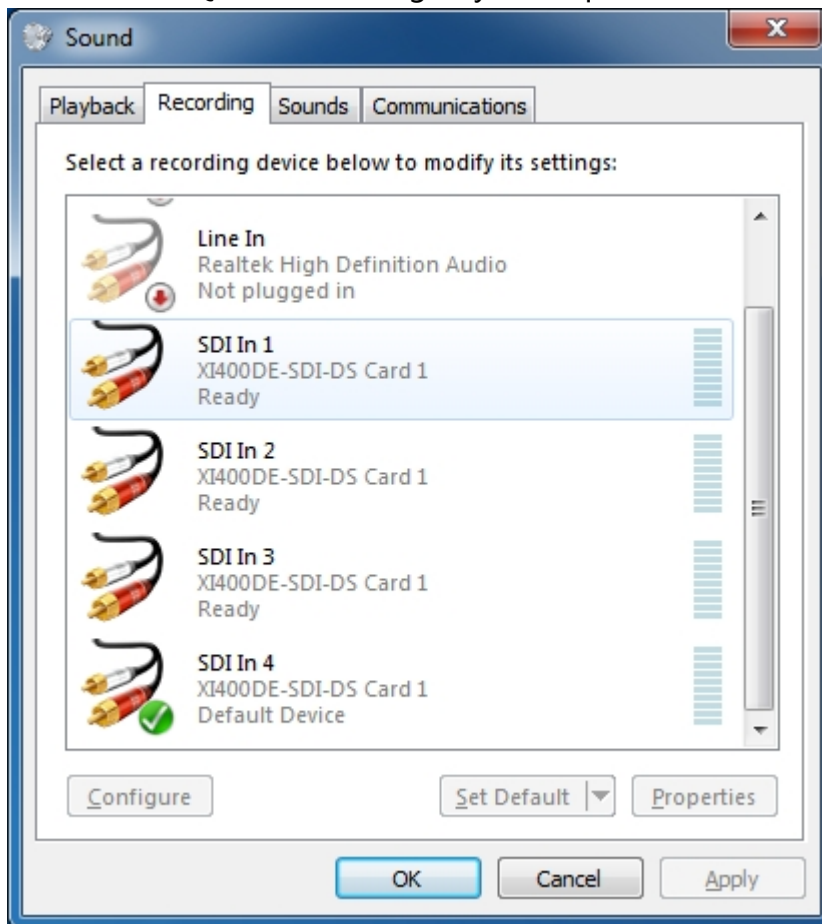 Sound
Playback Recording Sounds Communications
Select a recording device below to modify its settings:
Line In
Realtek High Definition Audio
Not plugged in
SDI In 1
XI400DE-SDI-DS Card 1
Ready
SDI In 2
XI400DE-SDI-DS Card 1
Ready
SDI In 3
XI400DE-SDI-DS Card 1
Ready
SDI In 4
XI400DE-SDI-DS Card 1
Default Device
Configure Set Default Properties
OK Cancel Apply